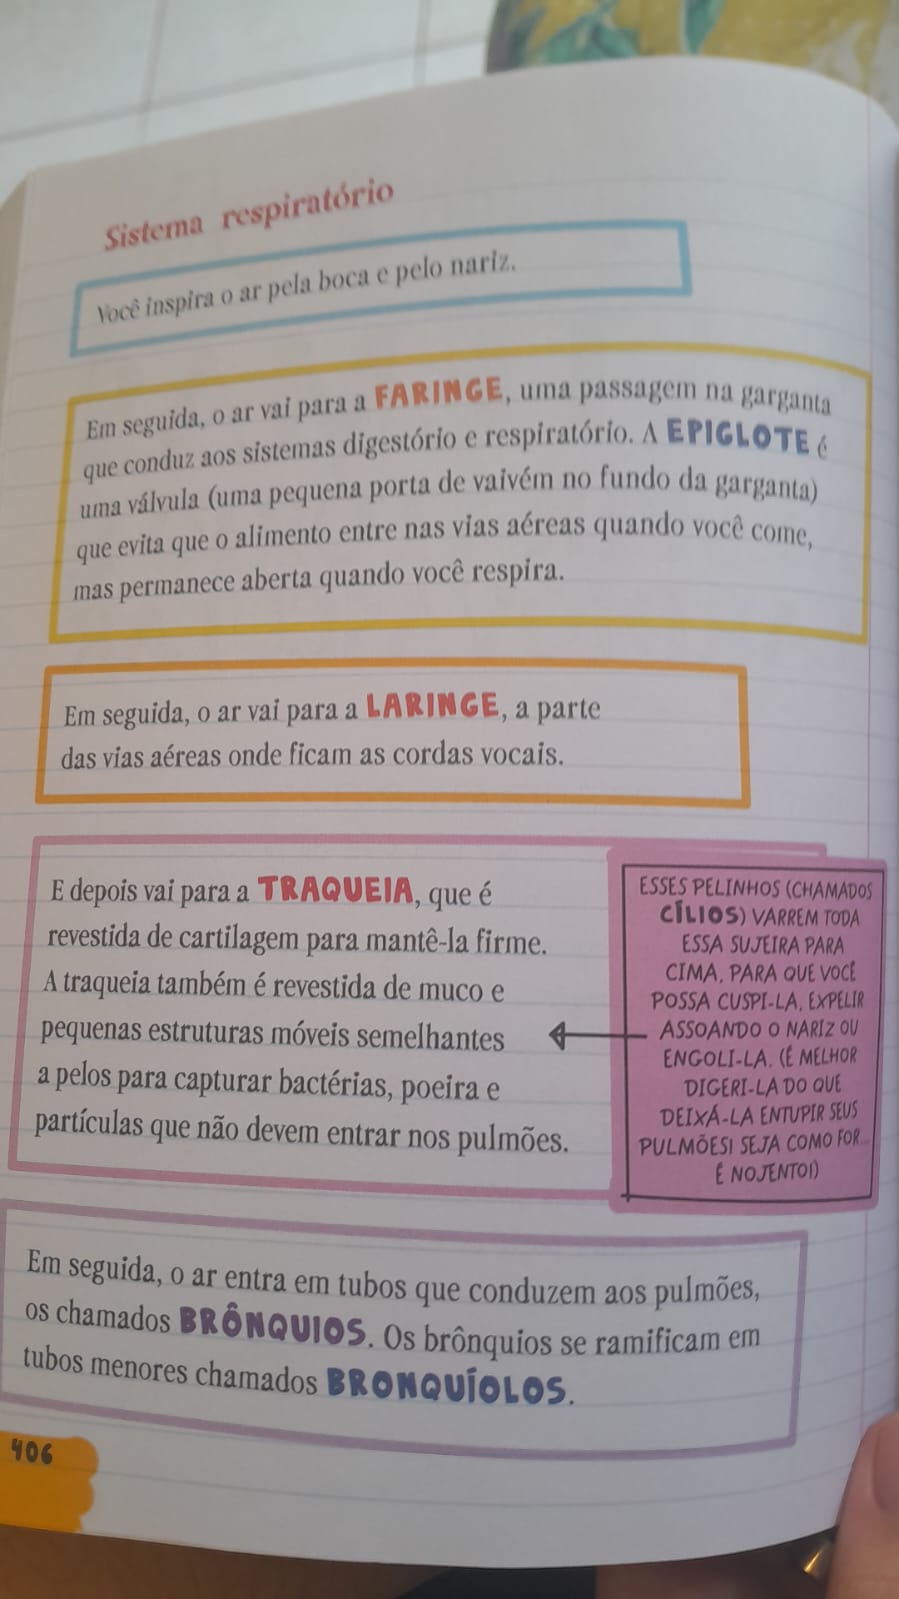 Sistema respiratório
Você inspira o ar pela boca e pelo nariz.
Em seguida, o ar vai para a FARINGE, uma passagem na garganta
que conduz aos sistemas digestório e respiratório. A EPIGLOTE é
uma válvula (uma pequena porta de vaivém no fundo da garganta)
que evita que o alimento entre nas vias aéreas quando você come,
mas permanece aberta quando você respira.
Em seguida, o ar vai para a LARINGE, a parte
das vias aéreas onde ficam as cordas vocais.
E depois vai para a TRAQUEIA, que é
revestida de cartilagem para mantê-la firme.
A traqueia também é revestida de muco e
pequenas estruturas móveis semelhantes
a pelos para capturar bactérias, poeira e
partículas que não devem entrar nos pulmões.
ESSES PELINHOS (CHAMADOS
CÍLIOS) VARREM TODA
ESSA SUJEIRA PARA
CIMA, PARA QUE VOCÊ
POSSA CUSPI-LA, EXPELIR
ASSOANDO O NARIZ OU
ENGOLI-LA. (É MELHOR
DIGERI-LA DO QUE
DEIXÁ-LA ENTUPIR SEUS
PULMÕES! SEJA COMO FOR...
É NOJENTO!)
Em seguida, o ar entra em tubos que conduzem aos pulmões,
os chamados BRÔNQUIOS. Os brônquios se ramificam em
tubos menores chamados BRONQUÍOLOS.
406